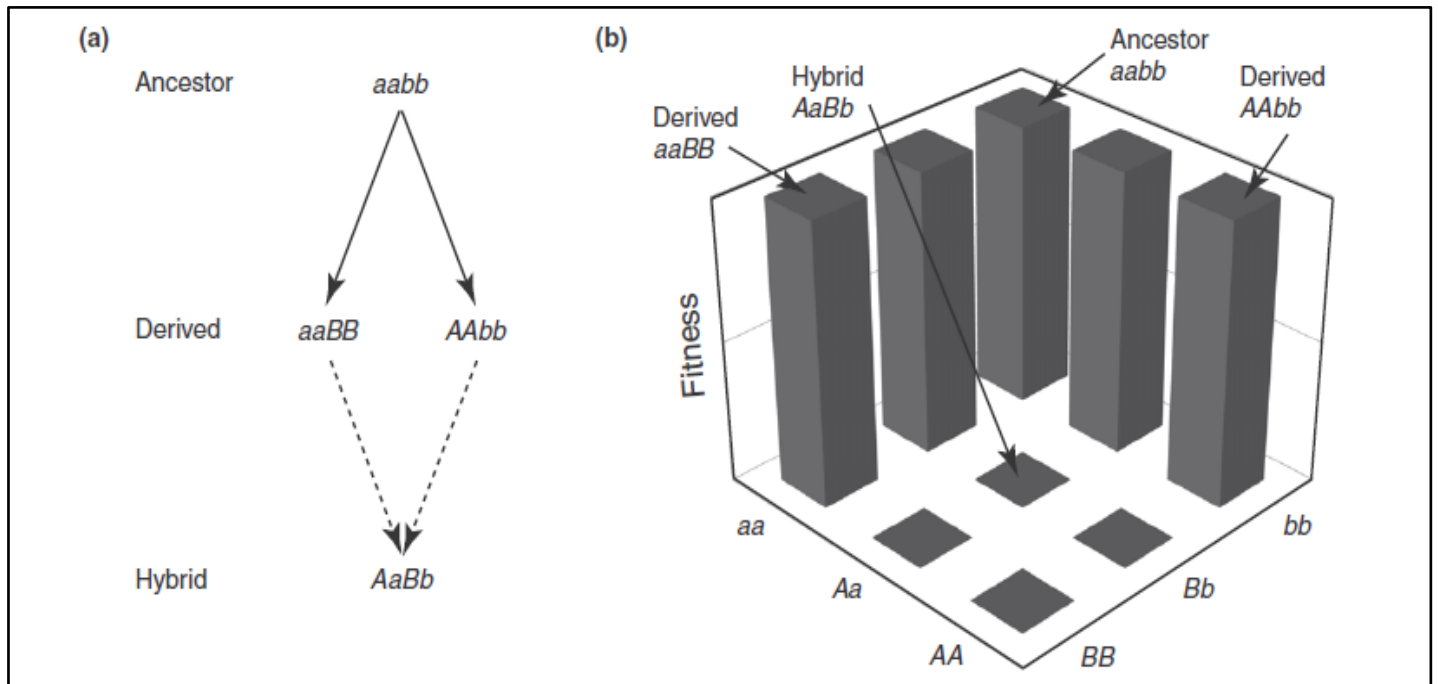 (a)
Ancestor aabb
Derived aaBB AAbb
Hybrid AaBb
(b)
Ancestor
aabb
Hybrid
AaBb
Derived
AAbb
Derived
aaBB
Fitness
aa
Aa
AA
bb
Bb
BB